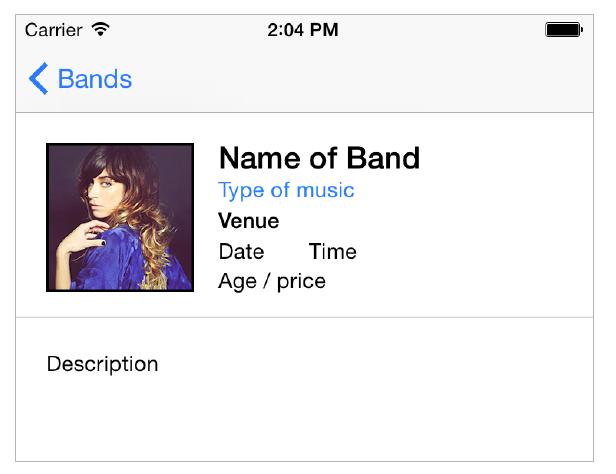 Carrier 2:04 PM
Bands
Name of Band
Type of music
Venue
Date Time
Age / price
Description